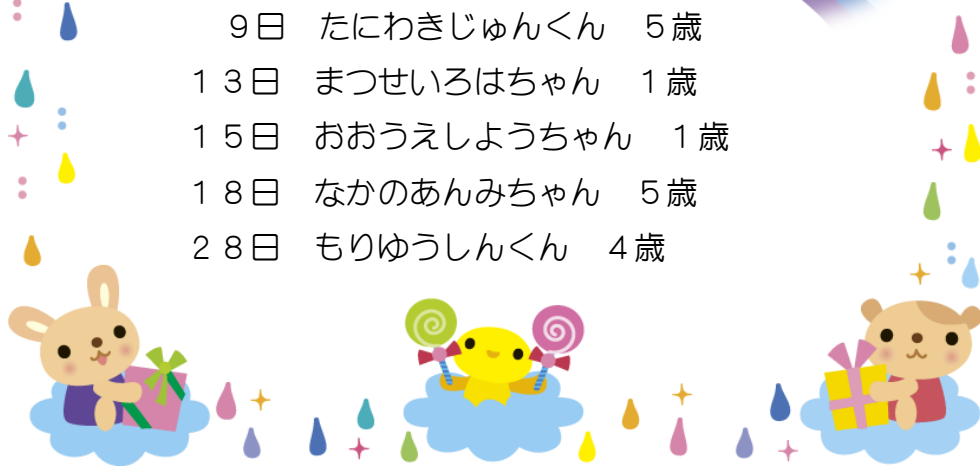 ９日　たにわきじゅんくん　５歳
１３日　まつせいろはちゃん　１歳
１５日　おおうえしようちゃん　１歳
１８日　なかのあんみちゃん　５歳
２８日　もりゆうしんくん　４歳